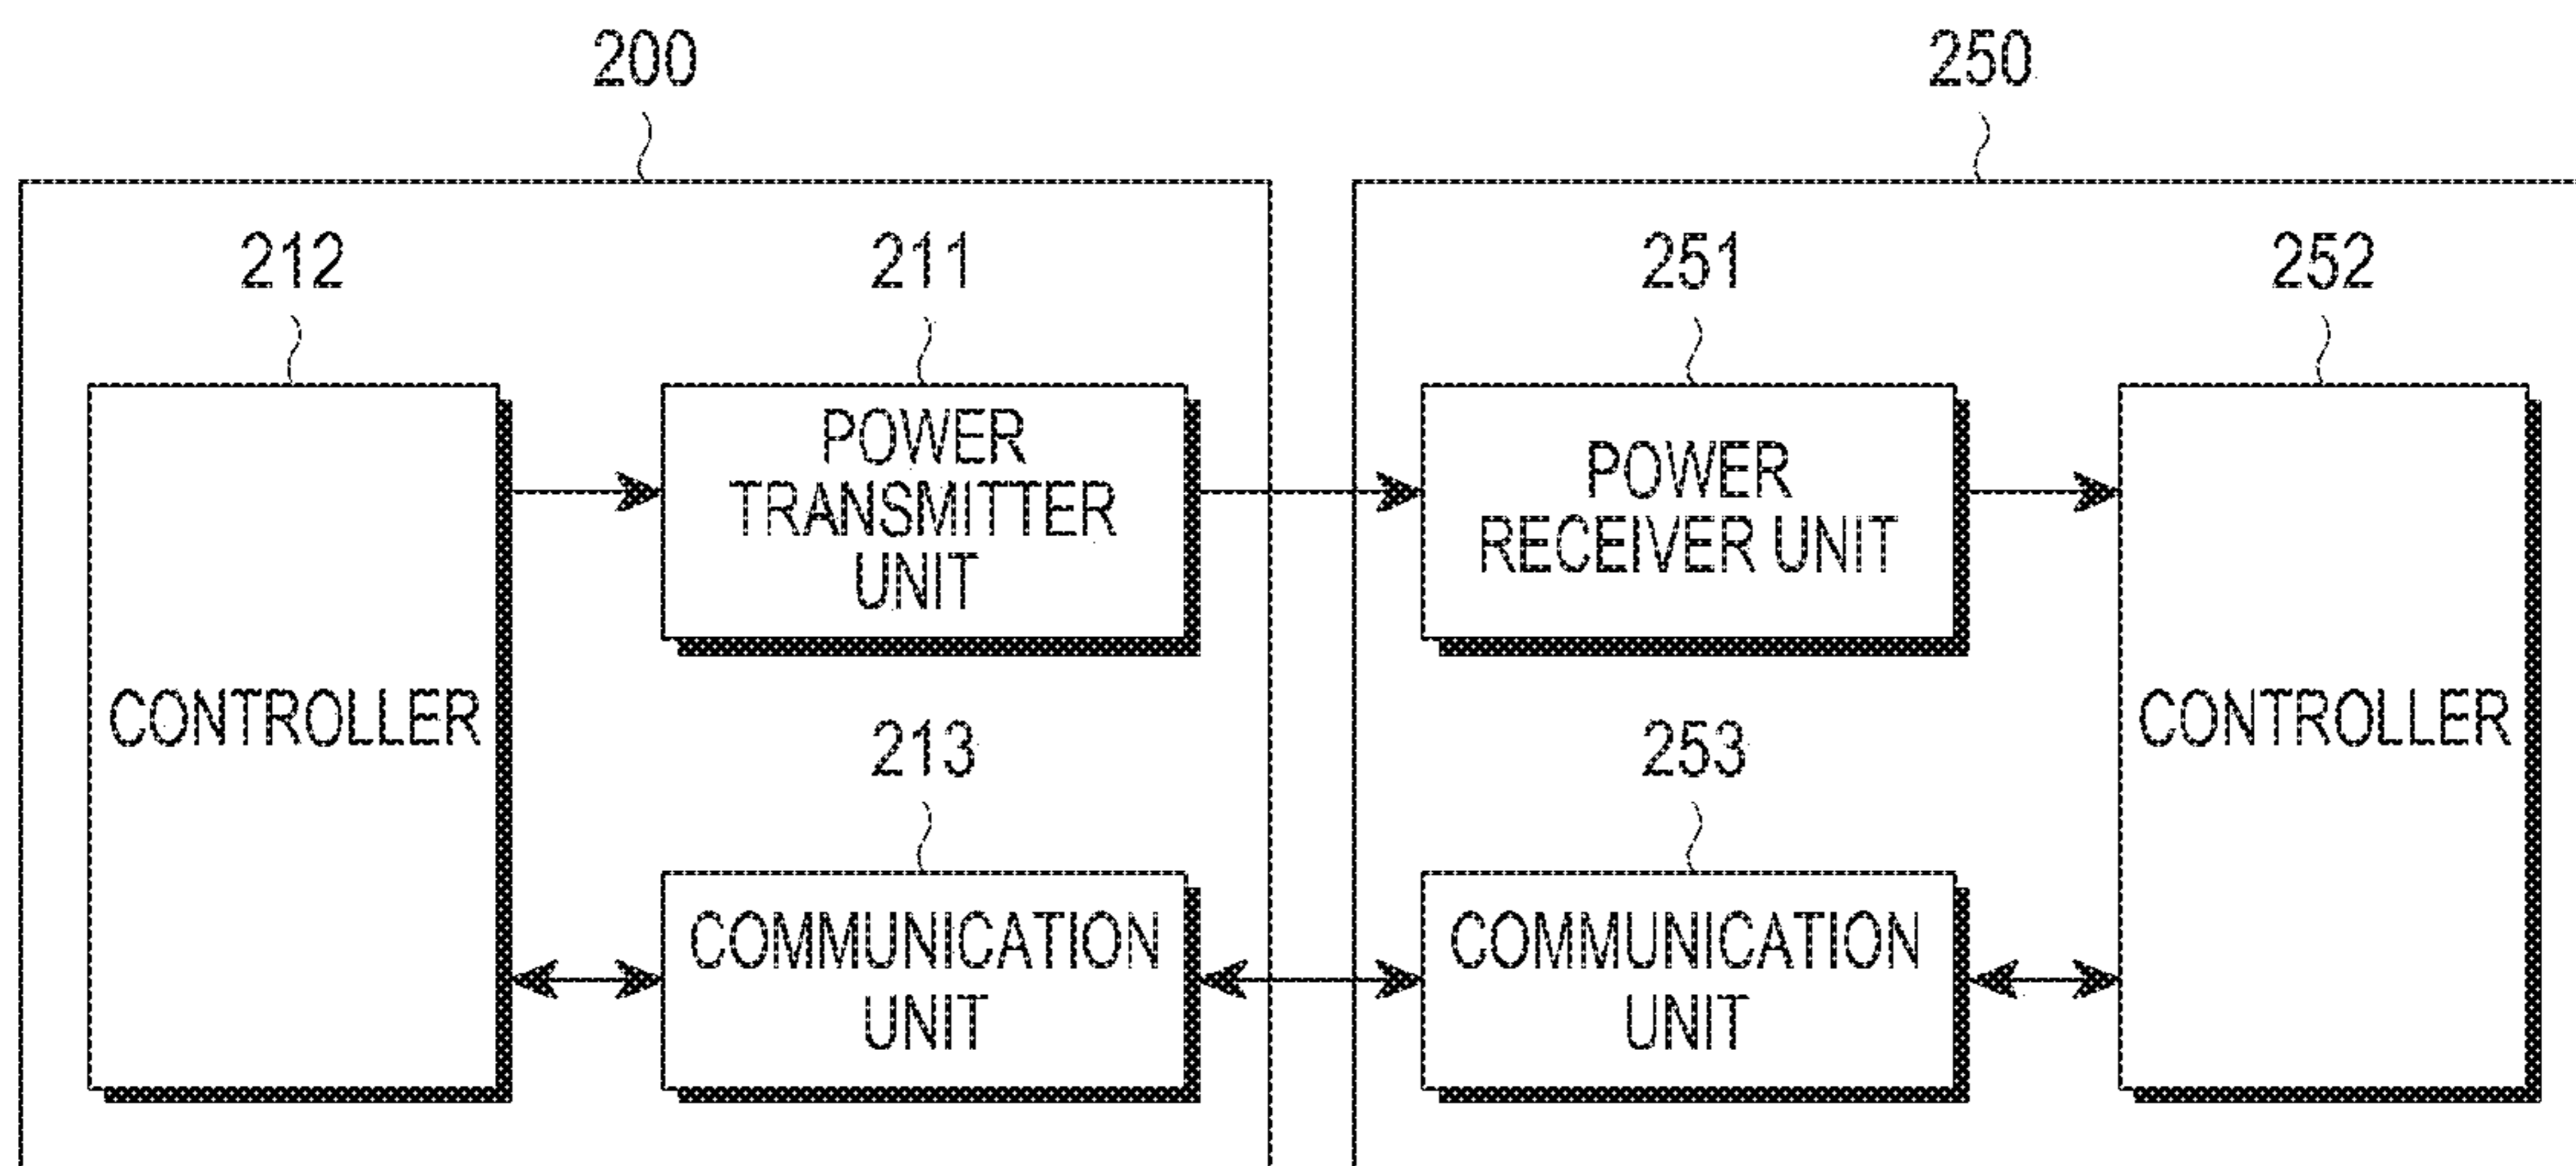 200
250
212
211
251
252
POWER
TRANSMITTER
UNIT
POWER
RECEIVER UNIT
CONTROLLER
CONTROLLER
213
253
COMMUNICATION
UNIT
COMMUNICATION
UNIT